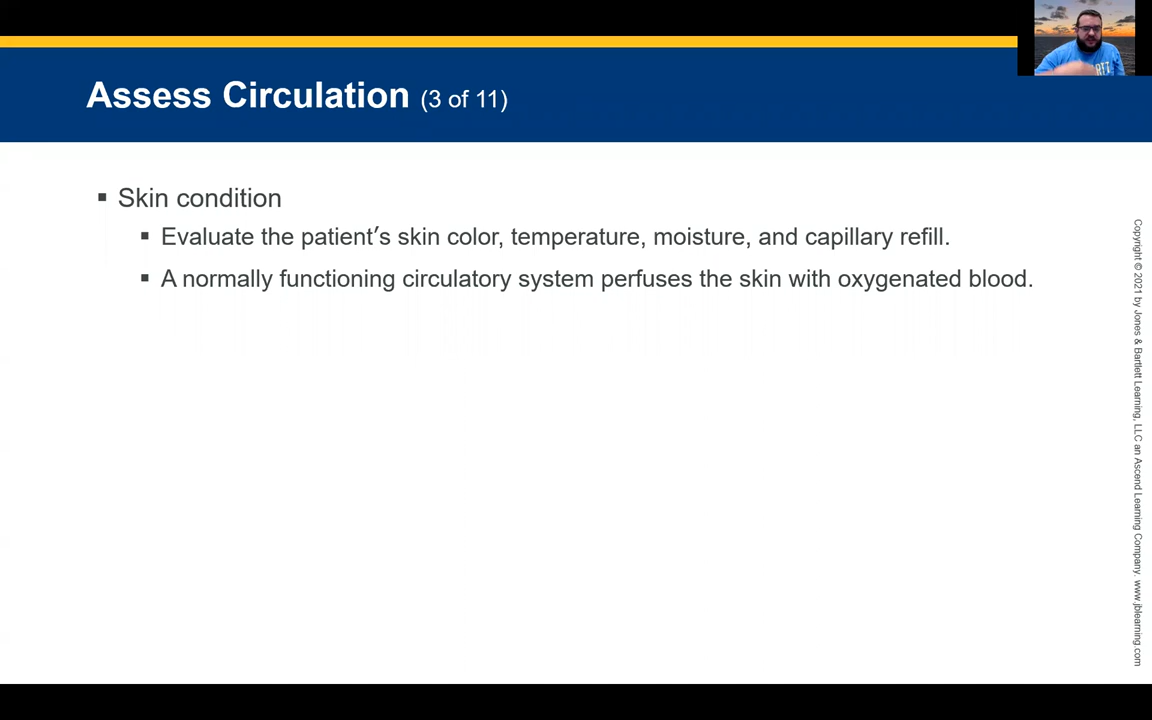 Assess Circulation (3 of 11)
▪ Skin condition
▪ Evaluate the patient′s skin color, temperature, moisture, and capillary refill.
▪ A normally functioning circulatory system perfuses the skin with oxygenated blood.
Copyright © 2021 by Jones & Bartlett Learning, LLC an Ascend Learning Company. www.jblearning.com